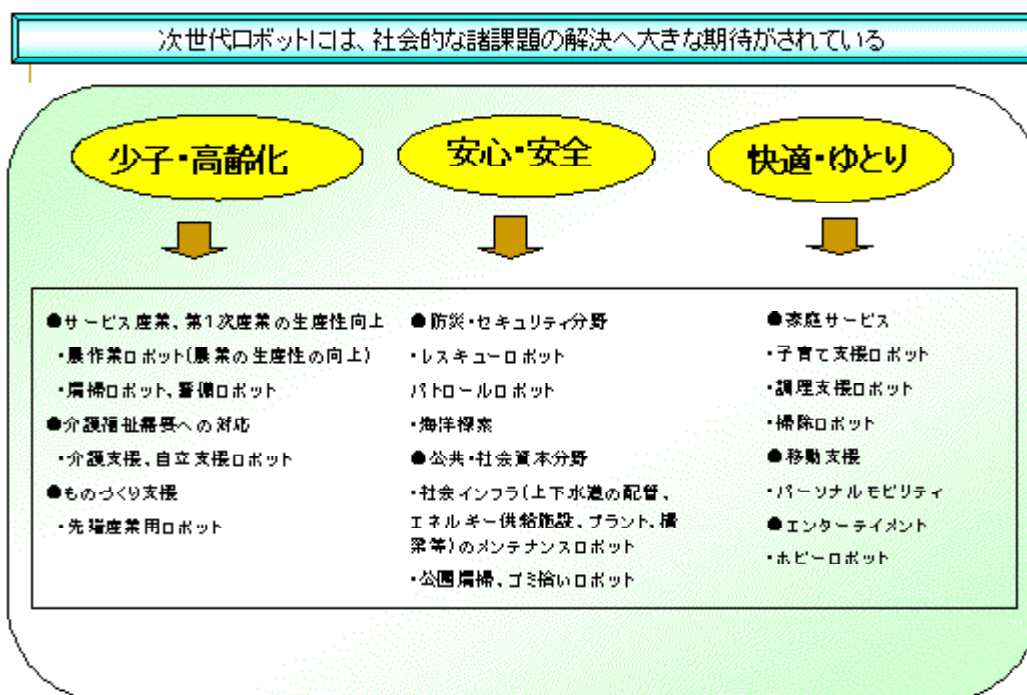 次世代ロボットには、社会的な諸課題の解決へ大きな期待がされている
少子・高齢化
●サービス産業、第1次産業の生産性向上
・農作業ロボット(農業の生産性の向上)
・清掃ロボット、警備ロボット
●介護福祉需要への対応
・介護支援、自立支援ロボット
●ものづくり支援
・先端産業用ロボット
安心・安全
●防災・セキュリティ分野
・レスキューロボット
パトロールロボット
・海洋探索
●公共・社会資本分野
・社会インフラ(上下水道の配管、
エネルギー供給施設、プラント、橋
梁等)のメンテナンスロボット
・公園清掃、ゴミ拾いロボット
快適・ゆとり
●家庭サービス
・子育て支援ロボット
・調理支援ロボット
・掃除ロボット
●移動支援
・パーソナルモビリティ
●エンターテイメント
・ホビーロボット